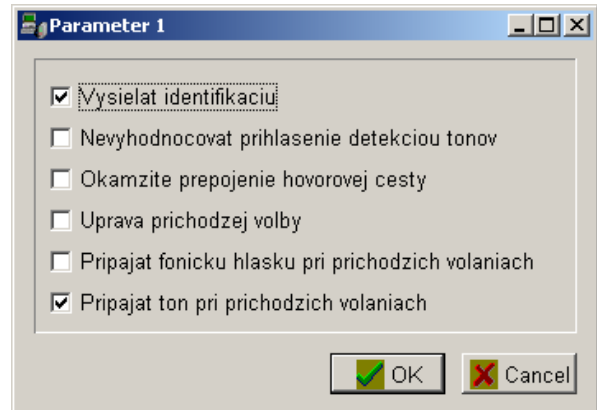 Parameter 1
Vysielat identifikaciu
Nevyhodnocovat prihlasenie detekciou tonov
Okamzite prepojenie hovorovej cesty
Uprava prichodzej volby
Pripajat fonicku hlasku pri prichodzich volaniach
Pripajat ton pri prichodzich volaniach
OK Cancel